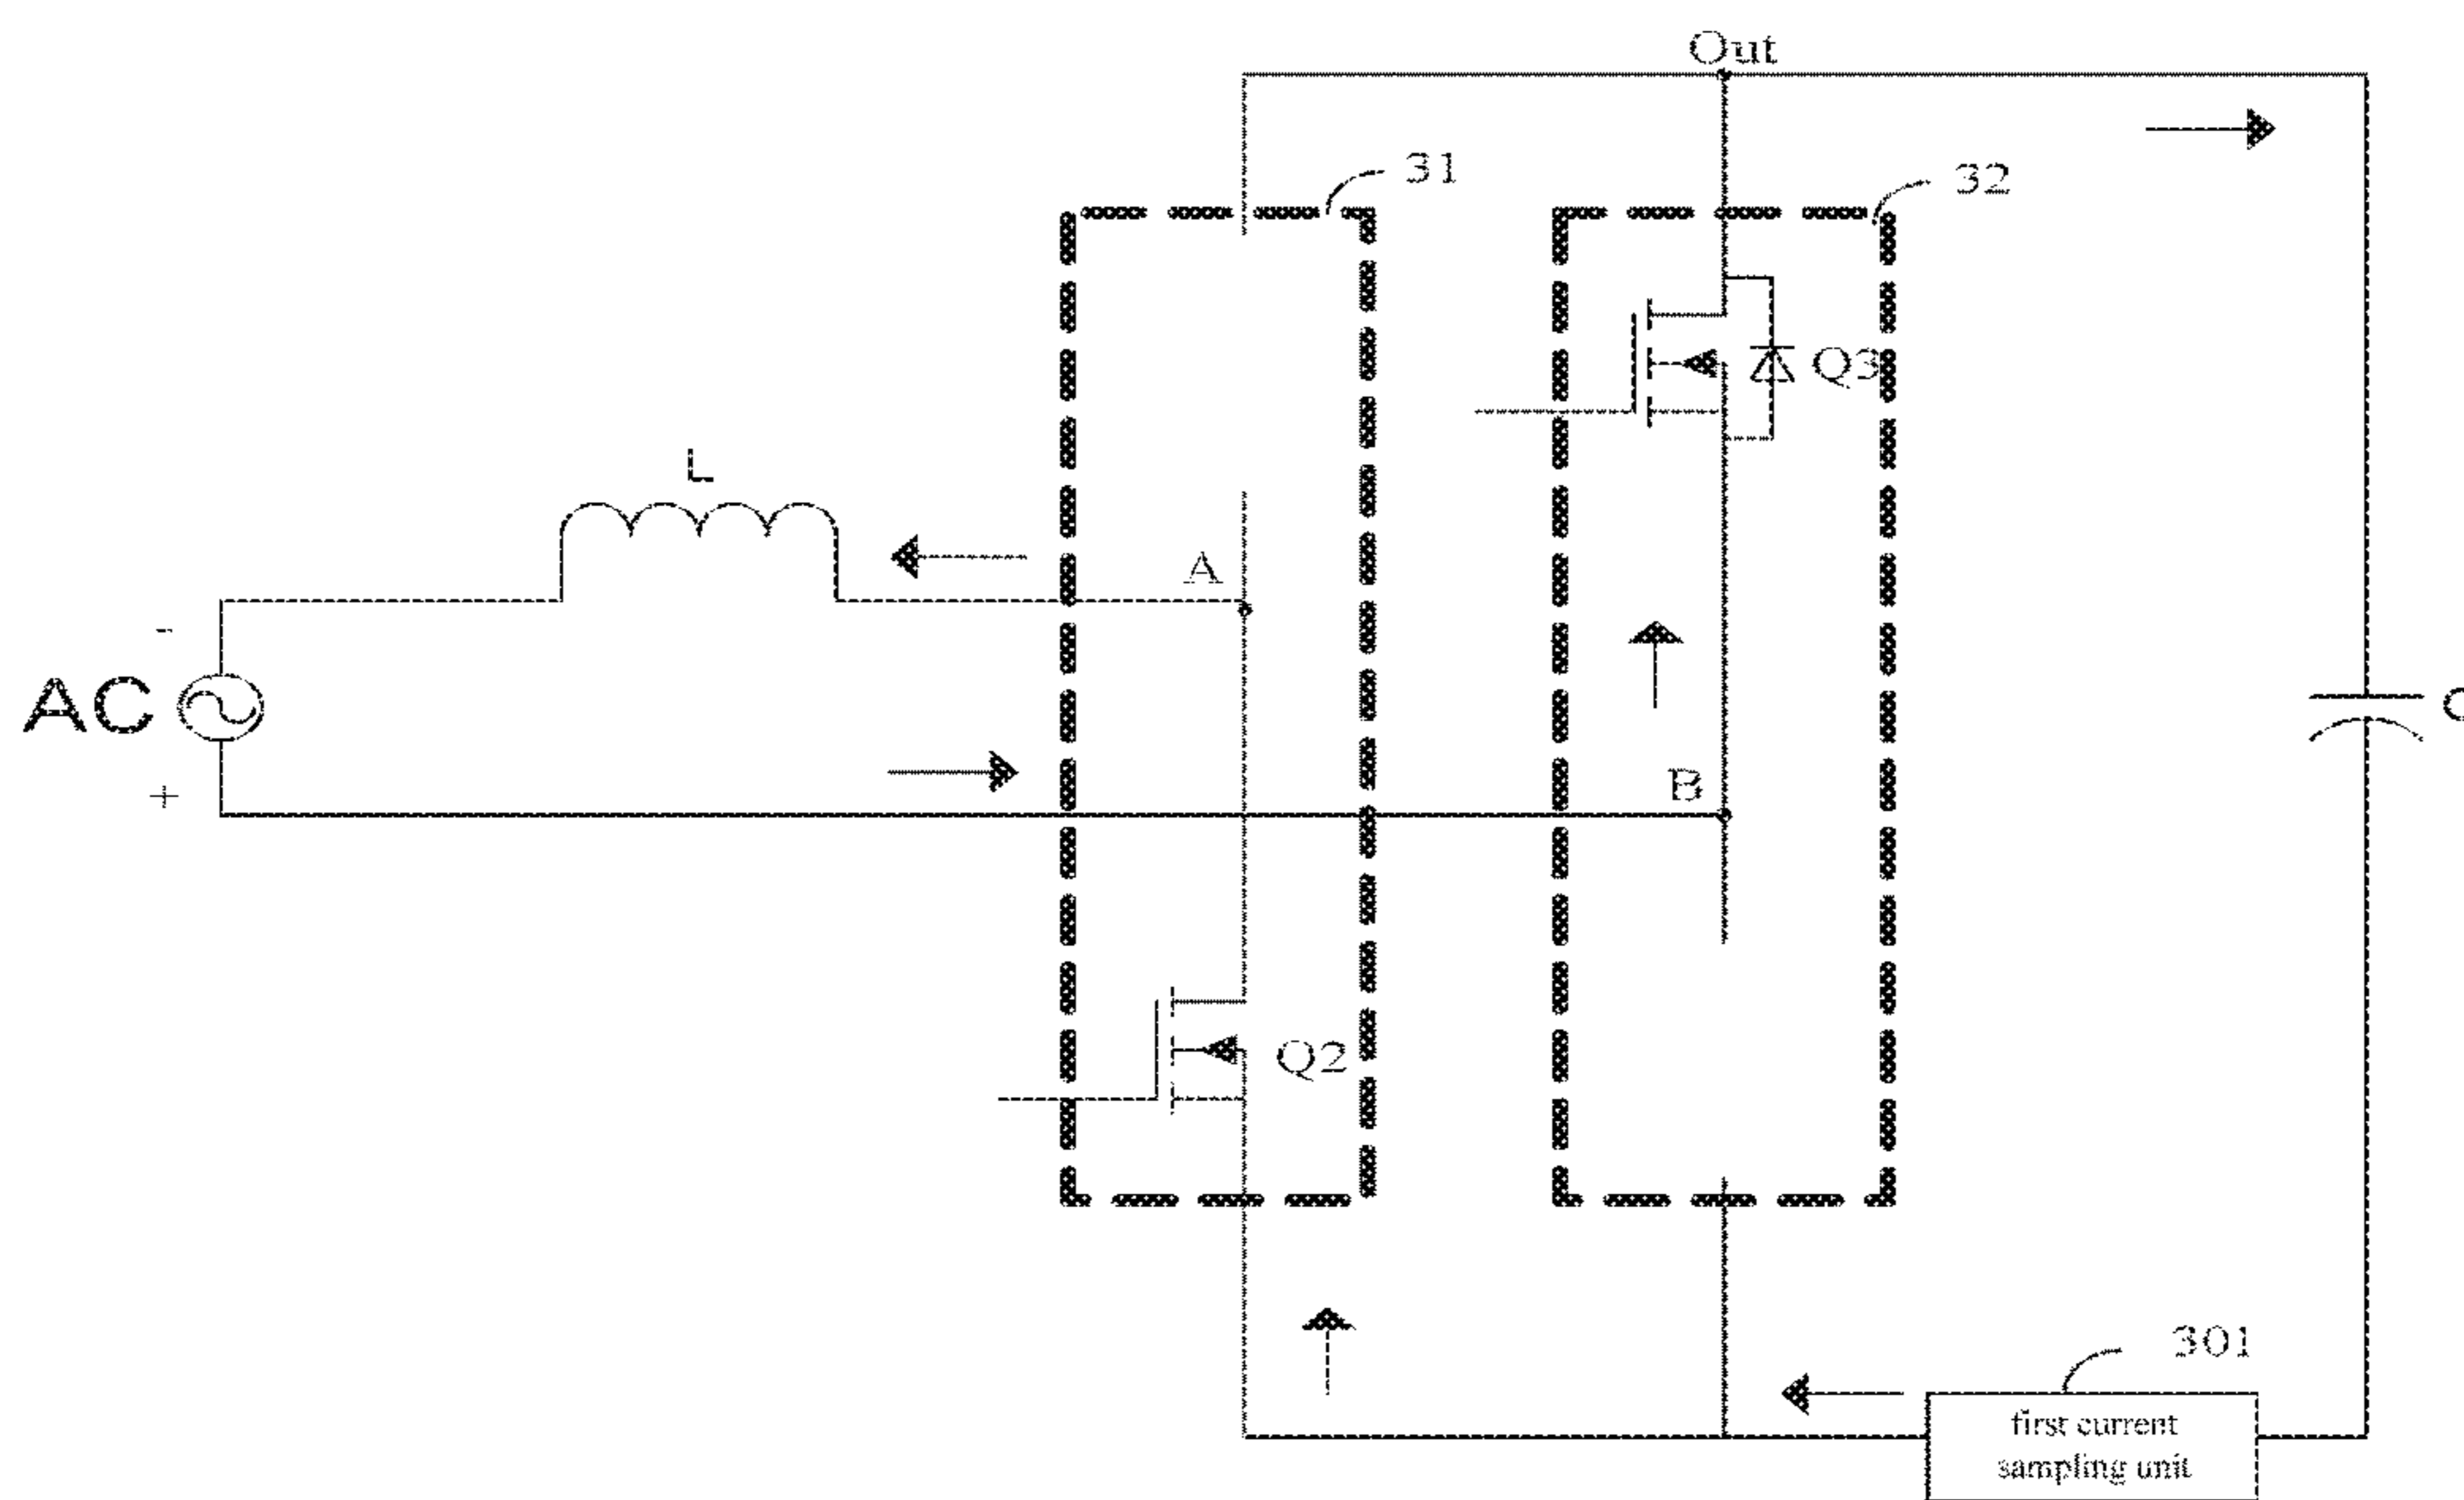 Out
31
32
Q3
L
A
-
AC
+
B
C
Q2
301
first current
sampling unit